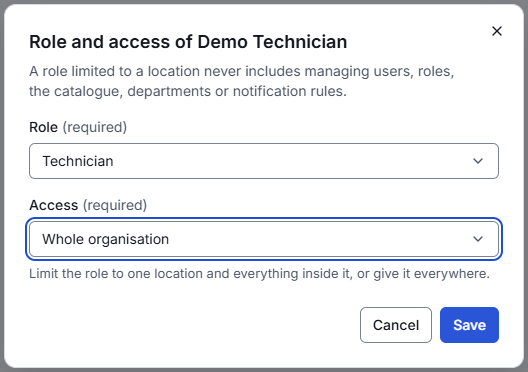 Role and access of Demo Technician
A role limited to a location never includes managing users, roles,
the catalogue, departments or notification rules.
Role (required)
Technician
Access (required)
Whole organisation
Limit the role to one location and everything inside it, or give it everywhere.
Cancel
Save